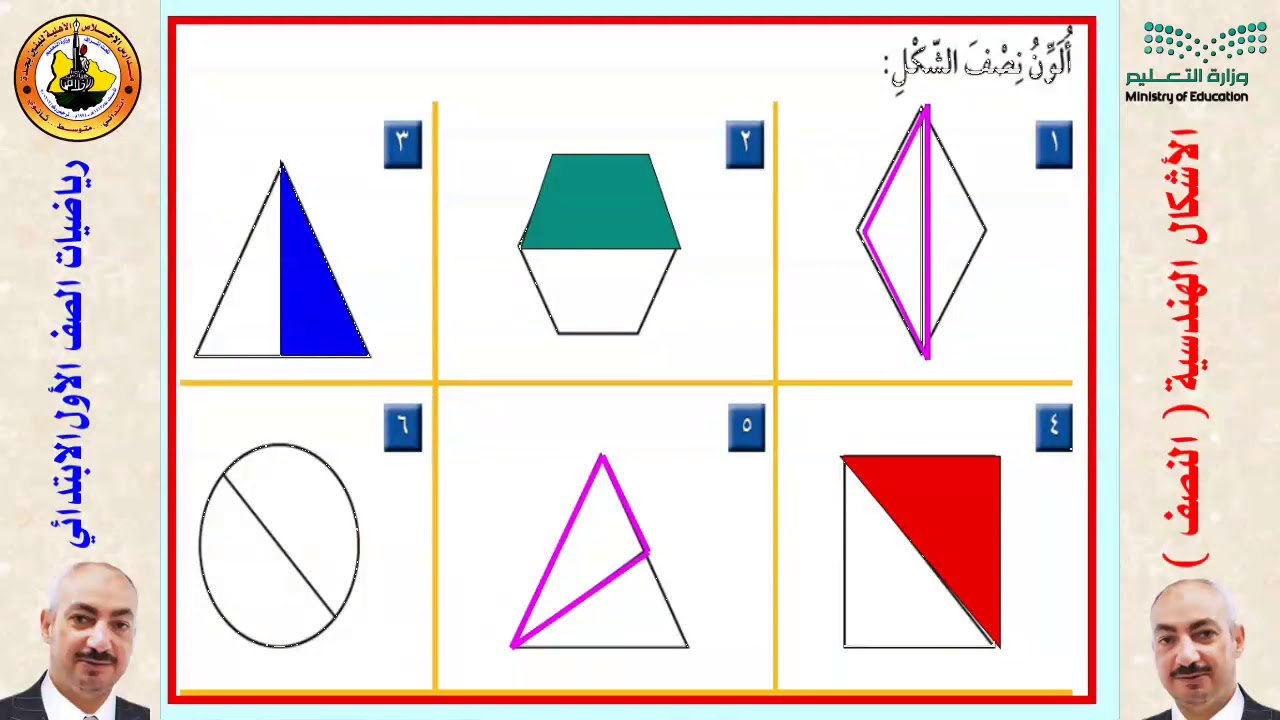 أُلَوِّنُ نِصْفَ الشّكْلِ:
١
٢
٣
٤
٥
٦
وزارة التعليم
Ministry of Education
الأشكال الهندسية ( النصف )
رياضيات الصف الأول الابتدائي